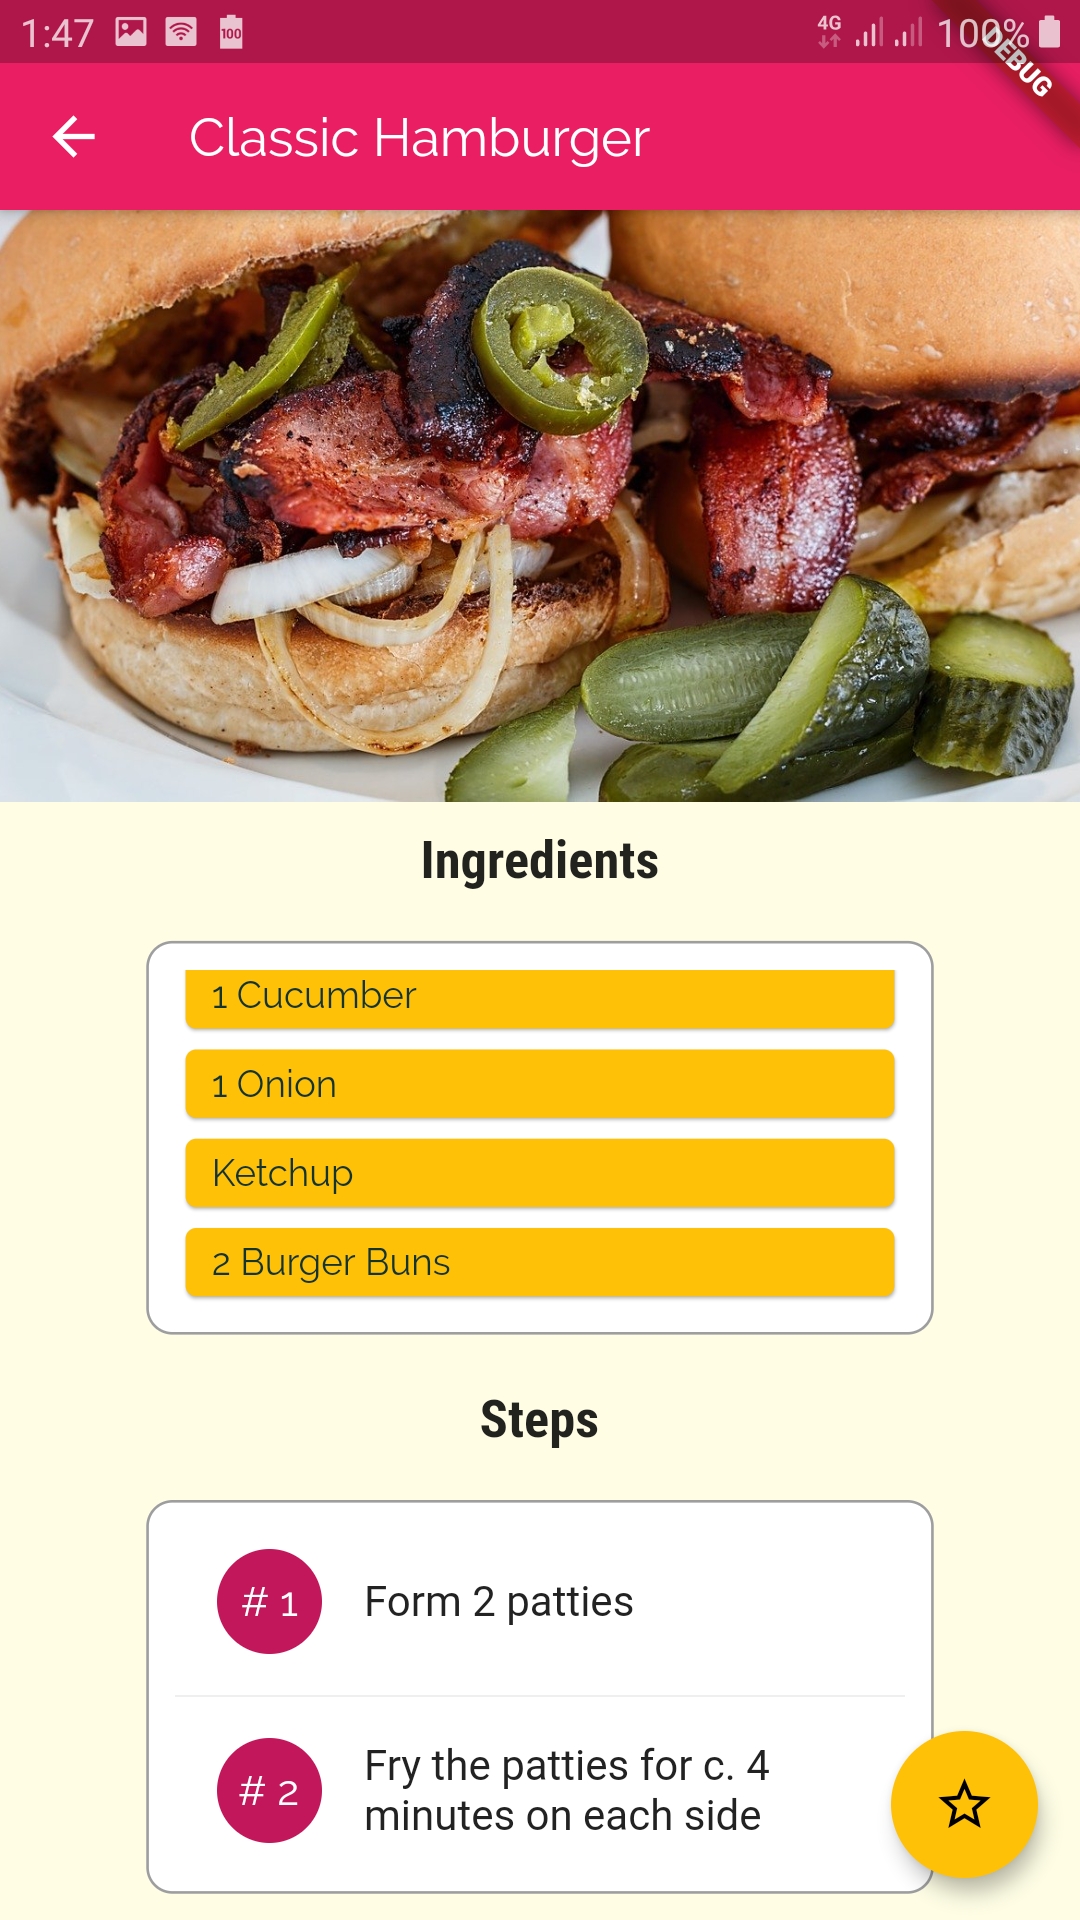 1:47 100 4G 100%
DEBUG
Classic Hamburger
Ingredients
1 Cucumber
1 Onion
Ketchup
2 Burger Buns
Steps
# 1 Form 2 patties
# 2 Fry the patties for c. 4
minutes on each side